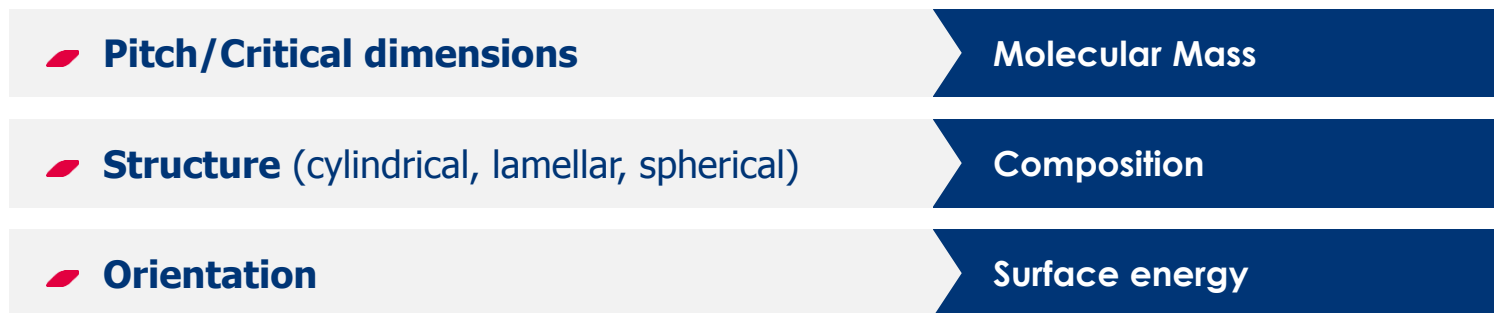 Pitch/Critical dimensions Molecular Mass
Structure (cylindrical, lamellar, spherical) Composition
Orientation Surface energy